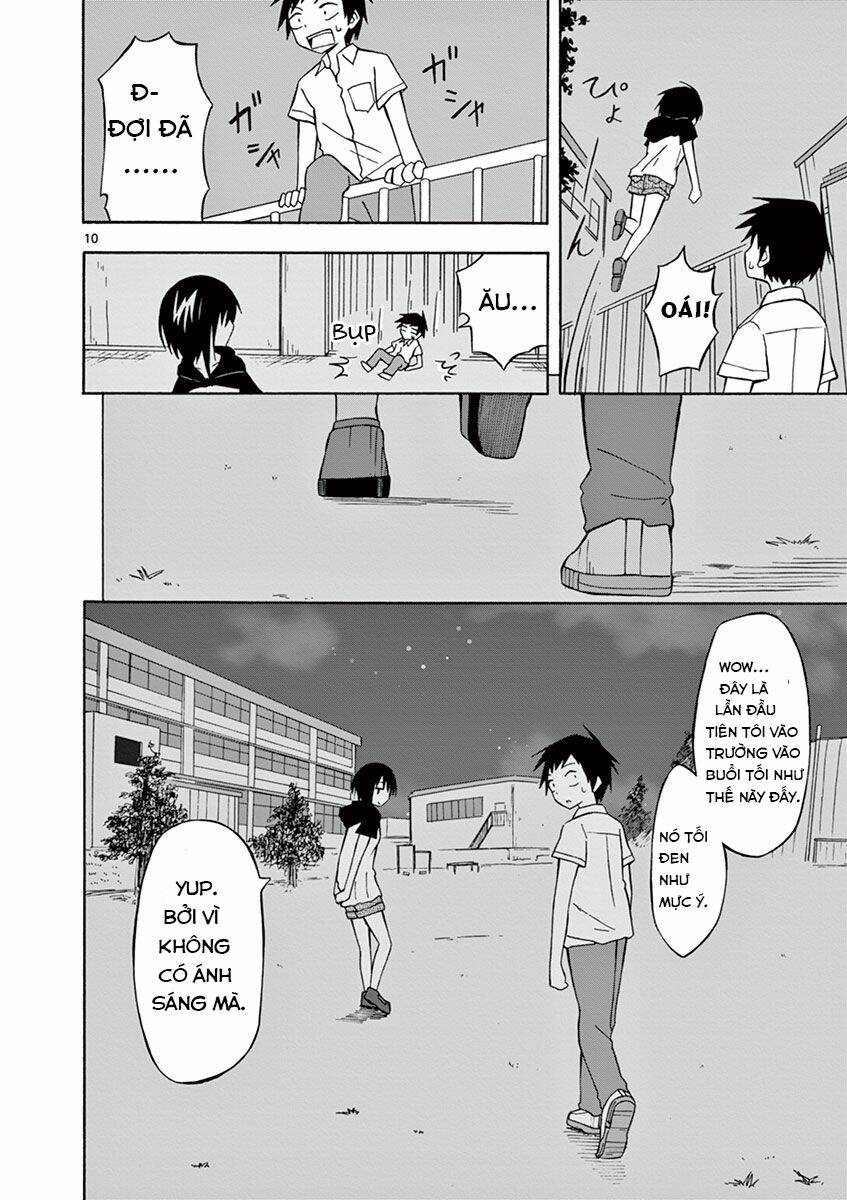 ぴょ
ん
OÁI!
Đ-
ĐỢI ĐÃ
......
ガシャ
ガシャ
10
ĂU...
BỤP
WOW...
ĐÂY LÀ
LẦN ĐẦU
TIÊN TÔI VÀO
TRƯỜNG VÀO
BUỔI TỐI NHƯ
THẾ NÀY ĐẤY.
NÓ TỐI
ĐEN
NHƯ
MỰC Ý.
YUP.
BỞI VÌ
KHÔNG
CÓ ÁNH
SÁNG MÀ.